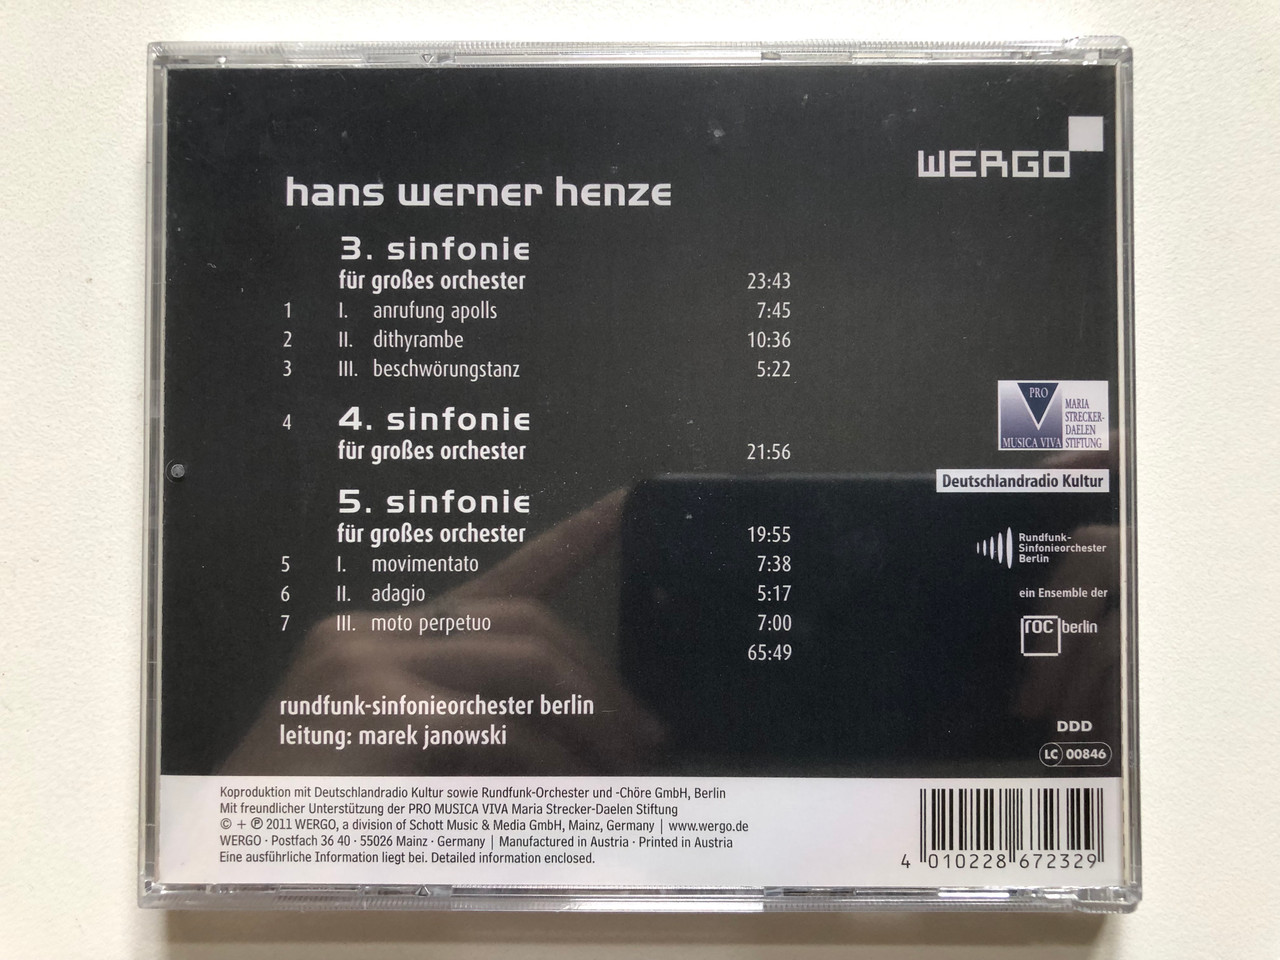 WERGO
hans werner henze
3. sinfonie
für großes orchester 23:43
1 I. anrufung apolls 7:45
2 II. dithyrambe 10:36
3 III. beschwörungstanz 5:22
4 4. sinfonie
für großes orchester 21:56
5. sinfonie
für großes orchester 19:55
5 I. movimentato 7:38
6 II. adagio 5:17
7 III. moto perpetuo 7:00
65:49
rundfunk-sinfonieorchester berlin
leitung: marek janowski
PRO
MUSICA VIVA
MARIA
STRECKER-
DAELEN
STIFTUNG
Deutschlandradio Kultur
Rundfunk-
Sinfonieorchester
Berlin
ein Ensemble der
roc berlin
DDD
LC 00846
Koproduktion mit Deutschlandradio Kultur sowie Rundfunk-Orchester und -Chöre GmbH, Berlin
Mit freundlicher Unterstützung der PRO MUSICA VIVA Maria Strecker-Daelen Stiftung
© + ℗ 2011 WERGO, a division of Schott Music & Media GmbH, Mainz, Germany | www.wergo.de
WERGO · Postfach 36 40 · 55026 Mainz · Germany | Manufactured in Austria · Printed in Austria
Eine ausführliche Information liegt bei. Detailed information enclosed.
4 010228 672329